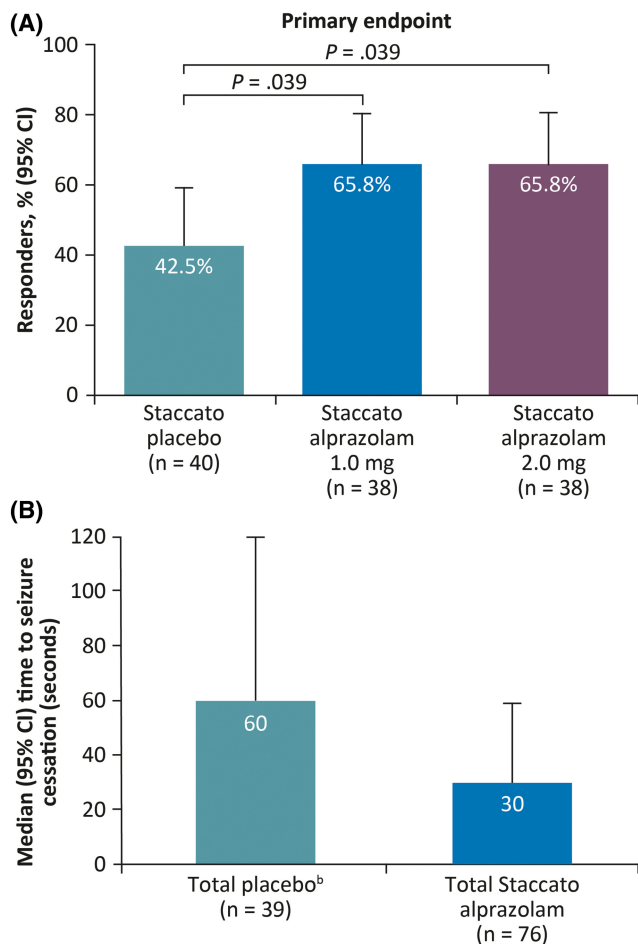 (A)
Primary endpoint
Responders, % (95% CI)
100
80
60
40
20
0
P = .039
P = .039
42.5%
65.8%
65.8%
Staccato
placebo
(n = 40)
Staccato
alprazolam
1.0 mg
(n = 38)
Staccato
alprazolam
2.0 mg
(n = 38)
(B)
Median (95% CI) time to seizure
cessation (seconds)
120
100
80
60
40
20
0
60
30
Total placeboᵇ
(n = 39)
Total Staccato
alprazolam
(n = 76)